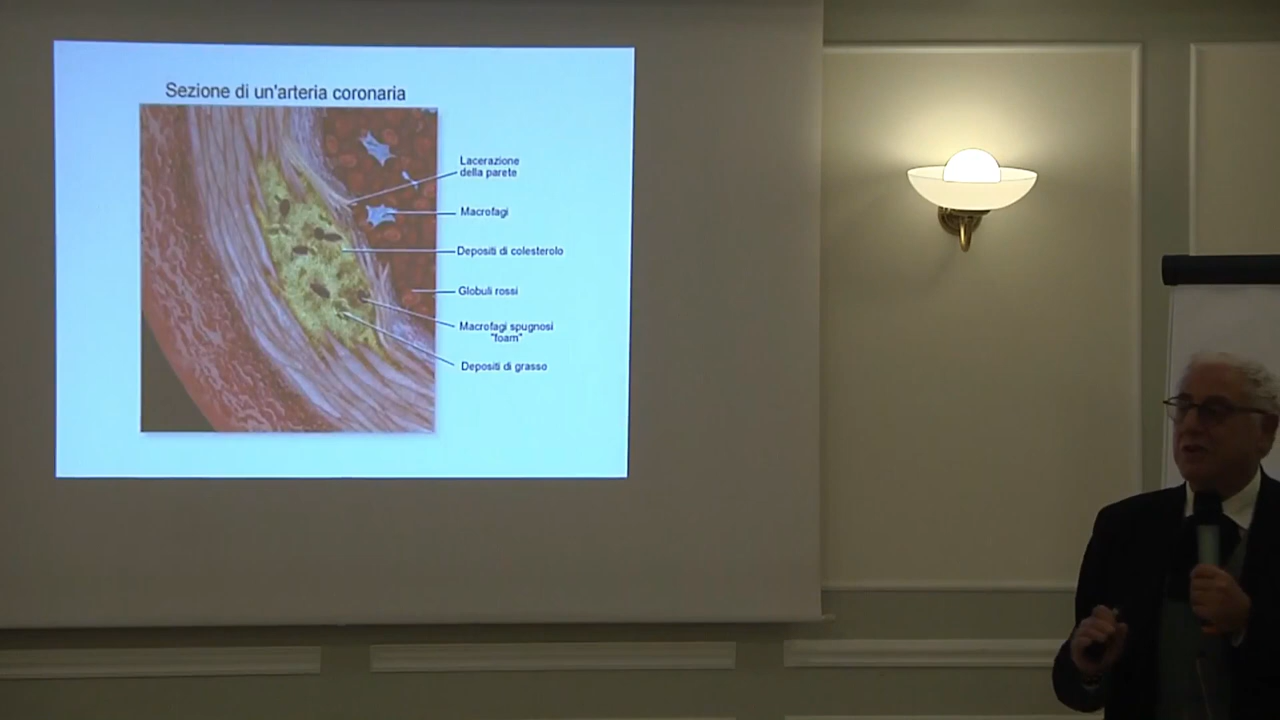 Sezione di un'arteria coronaria
Lacerazione
della parete
Macrofagi
Depositi di colesterolo
Globuli rossi
Macrofagi spugnosi
"foam"
Depositi di grasso